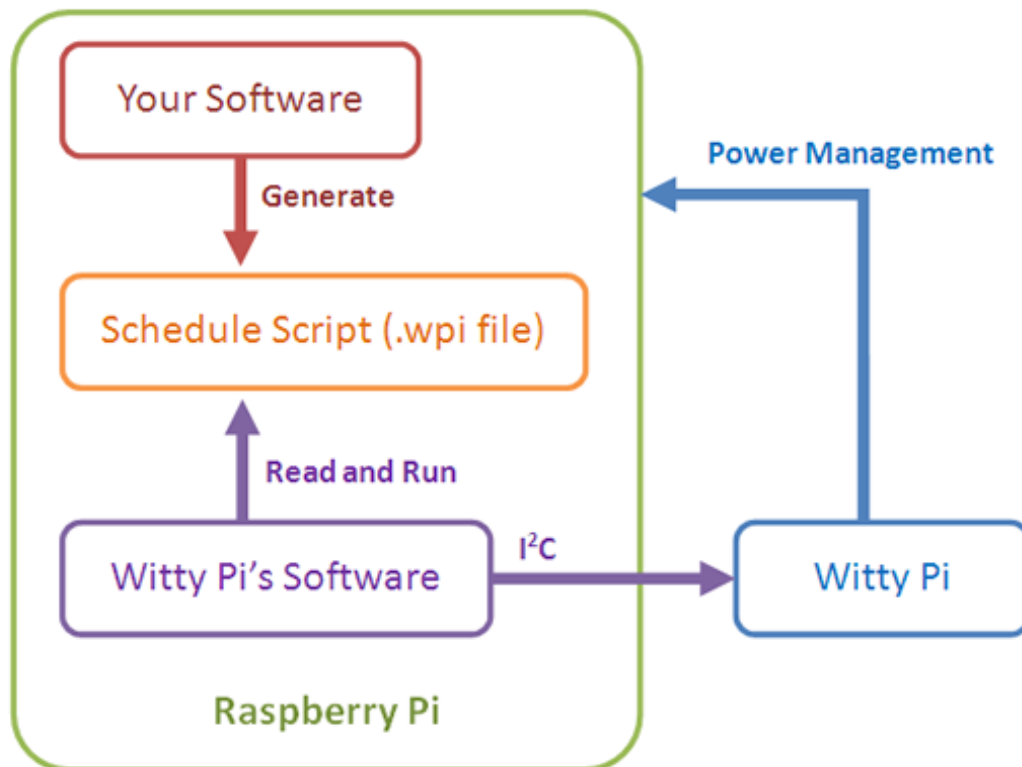 Your Software
Power Management
Generate
Schedule Script (.wpi file)
Read and Run
I²C
Witty Pi’s Software
Witty Pi
Raspberry Pi